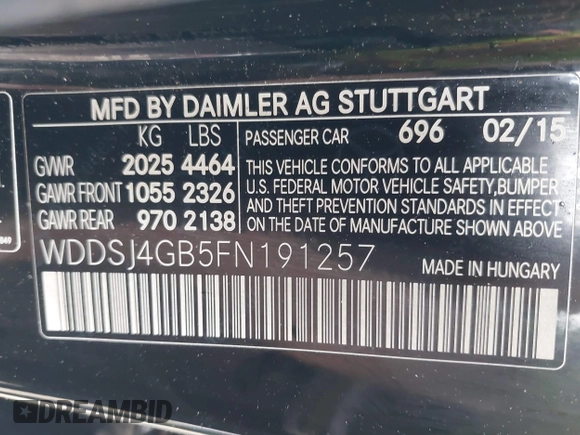 MFD BY DAIMLER AG STUTTGART
KG LBS
GVWR 2025 4464
GAWR FRONT 1055 2326
GAWR REAR 970 2138
PASSENGER CAR 696 02/15
THIS VEHICLE CONFORMS TO ALL APPLICABLE
U.S. FEDERAL MOTOR VEHICLE SAFETY,BUMPER
AND THEFT PREVENTION STANDARDS IN EFFECT
ON THE DATE OF MANUFACTURE SHOWN ABOVE.
WDDSJ4GB5FN191257 MADE IN HUNGARY
849
DREAMBID